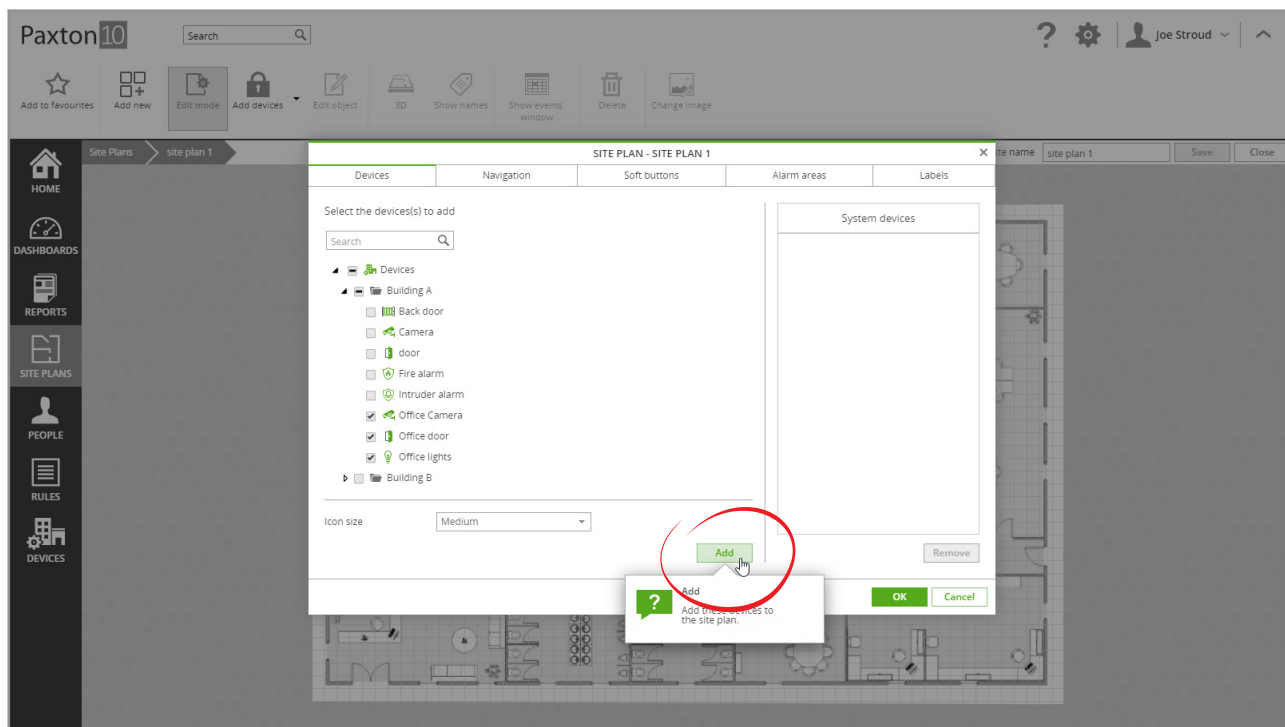 Paxton10
Search
Joe Stroud
Add to favourites
Add new
Edit mode
Add devices
Edit object
3D
Show names
Show events
window
Delete
Change image
Site Plans
site plan 1
SITE PLAN - SITE PLAN 1
te name
site plan 1
Save
Close
HOME
DASHBOARDS
REPORTS
SITE PLANS
PEOPLE
RULES
DEVICES
Devices
Navigation
Soft buttons
Alarm areas
Labels
Select the devices(s) to add
Search
Devices
Building A
Back door
Camera
door
Fire alarm
Intruder alarm
Office Camera
Office door
Office lights
Building B
Icon size
Medium
Add
System devices
Remove
OK
Cancel
?
Add
Add these devices to
the site plan.